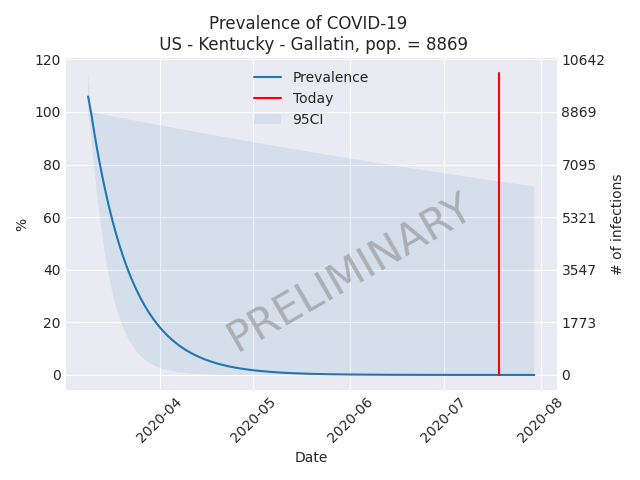 Prevalence of COVID-19
US - Kentucky - Gallatin, pop. = 8869
120
100
80
60
40
20
0
%
10642
8869
7095
5321
3547
1773
0
# of infections
Prevalence
Today
95CI
PRELIMINARY
2020-04
2020-05
2020-06
2020-07
2020-08
Date